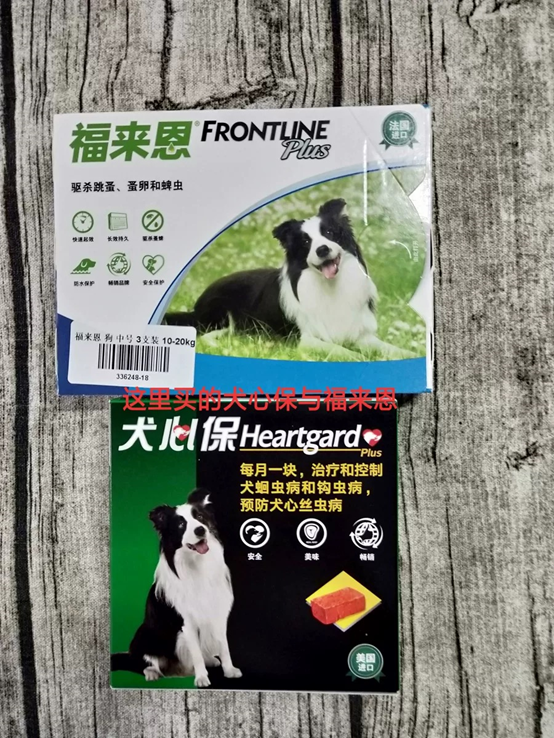 福来恩 FRONTLINE Plus
法国
进口
驱杀跳蚤、蚤卵和蜱虫
快速起效 长效持久 驱杀蚤蜱
防水保护 畅销品牌 安全保护
福来恩 狗 中号 3支装 10-20kg
336248-18
这里买的犬心保与福来恩
犬心保 Heartgard Plus
每月一块，治疗和控制
犬蛔虫病和钩虫病，
预防犬心丝虫病
安全 美味 畅销
美国
进口